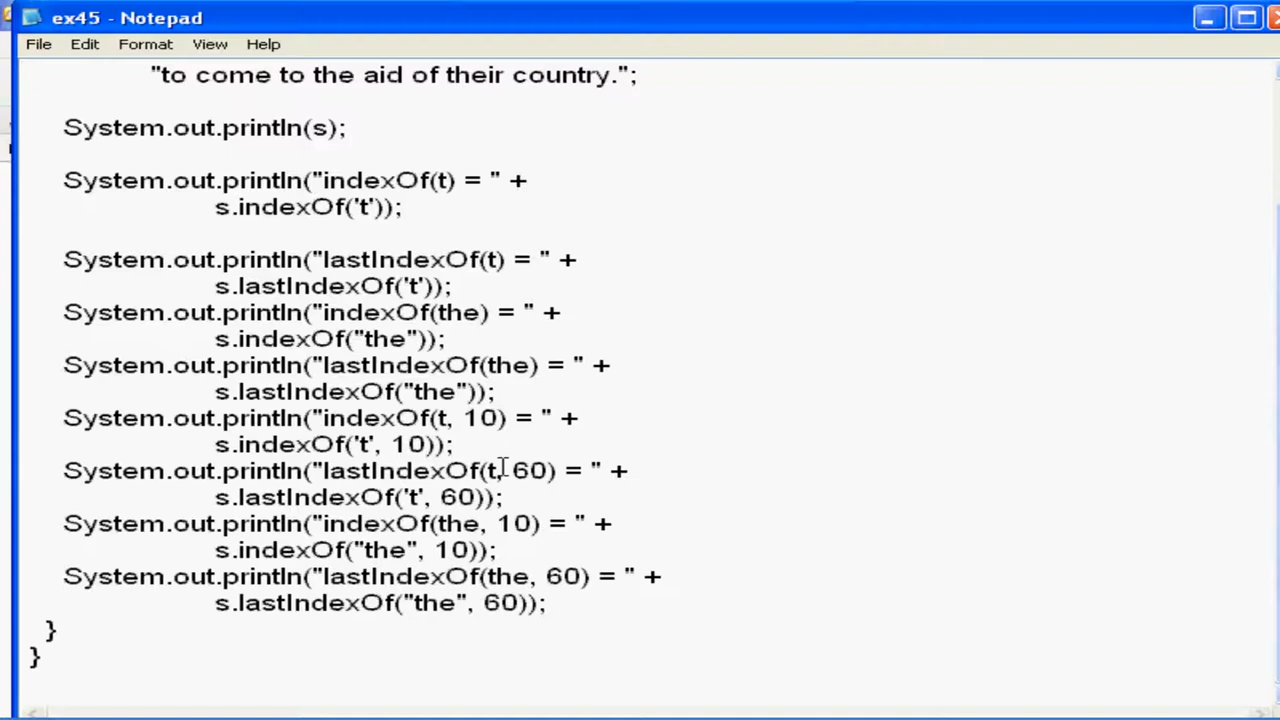 ex45 - Notepad
File Edit Format View Help
"to come to the aid of their country.";
System.out.println(s);
System.out.println("indexOf(t) = " +
s.indexOf('t'));
System.out.println("lastIndexOf(t) = " +
s.lastIndexOf('t'));
System.out.println("indexOf(the) = " +
s.indexOf("the"));
System.out.println("lastIndexOf(the) = " +
s.lastIndexOf("the"));
System.out.println("indexOf(t, 10) = " +
s.indexOf('t', 10));
System.out.println("lastIndexOf(t, 60) = " +
s.lastIndexOf('t', 60));
System.out.println("indexOf(the, 10) = " +
s.indexOf("the", 10));
System.out.println("lastIndexOf(the, 60) = " +
s.lastIndexOf("the", 60));
}
}